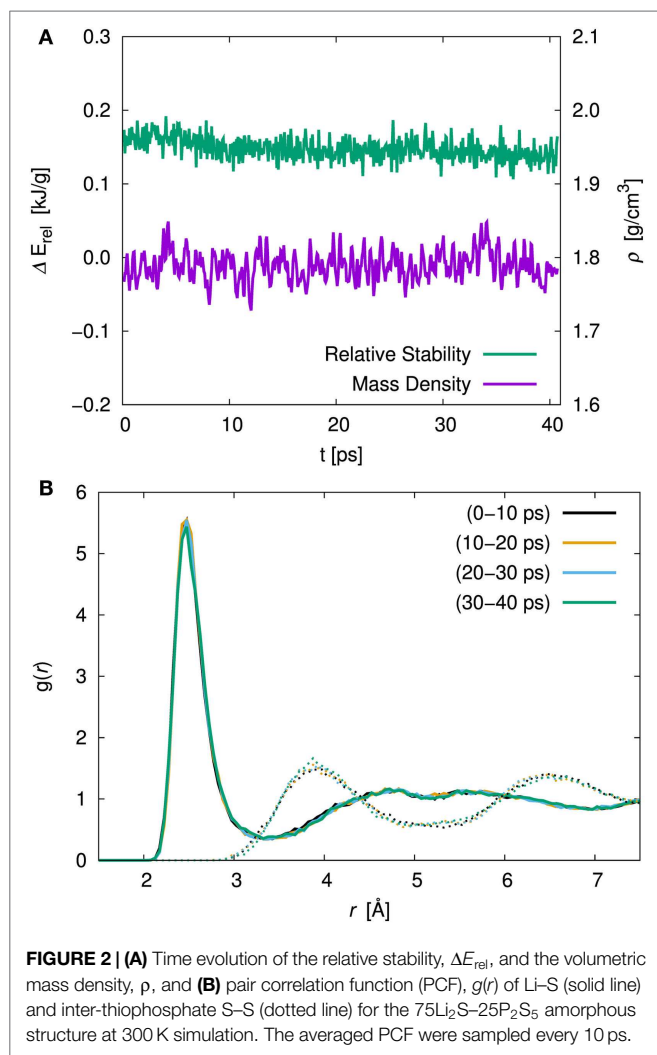 A
0.3
0.2
0.1
0.0
−0.1
−0.2
Δ E_rel [kJ/g]
2.1
2.0
1.9
1.8
1.7
1.6
ρ [g/cm³]
Relative Stability
Mass Density
0 10 20 30 40
t [ps]
B
6
5
4
3
2
1
0
g(r)
(0−10 ps)
(10−20 ps)
(20−30 ps)
(30−40 ps)
2 3 4 5 6 7
r [Å]
FIGURE 2 | (A) Time evolution of the relative stability, ΔE_rel, and the volumetric
mass density, ρ, and (B) pair correlation function (PCF), g(r) of Li–S (solid line)
and inter-thiophosphate S–S (dotted line) for the 75Li₂S–25P₂S₅ amorphous
structure at 300 K simulation. The averaged PCF were sampled every 10 ps.